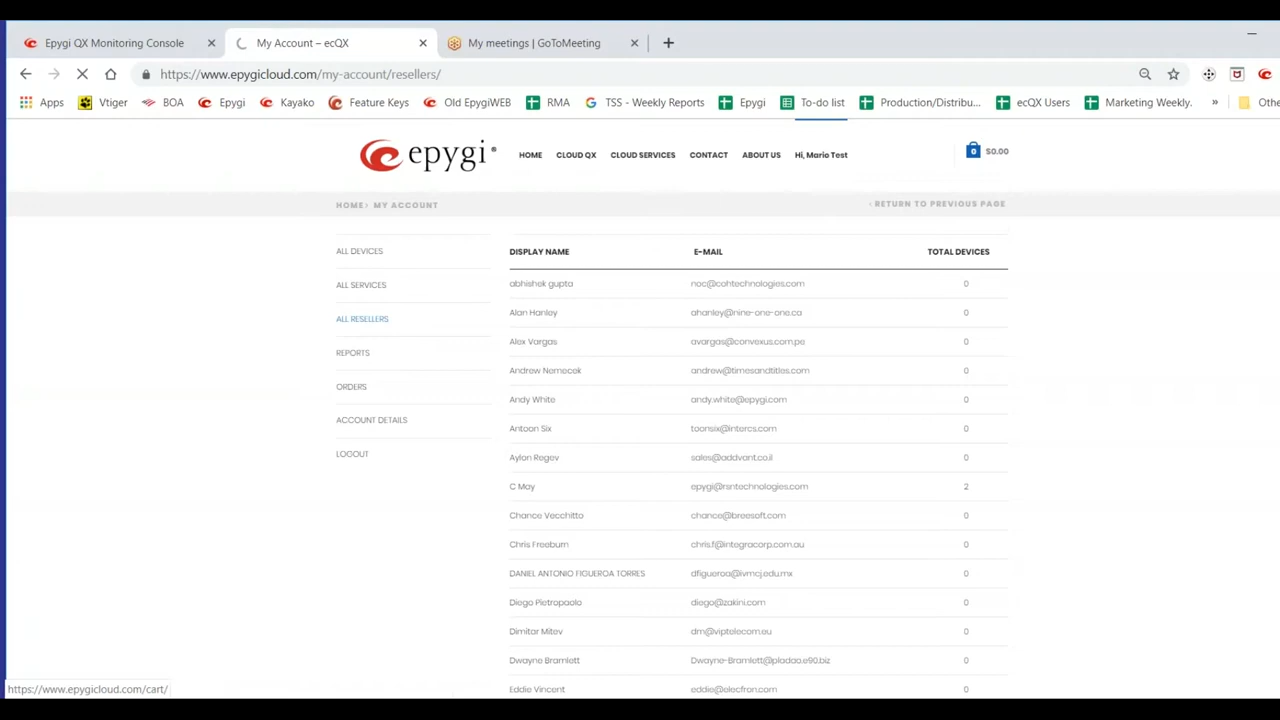 Epygi QX Monitoring Console
My Account – ecQX
My meetings | GoToMeeting
https://www.epygicloud.com/my-account/resellers/
Apps Vtiger BOA Epygi Kayako Feature Keys Old EpygiWEB RMA TSS - Weekly Reports Epygi To-do list Production/Distribu... ecQX Users Marketing Weekly. » Othe
epygi® HOME CLOUD QX CLOUD SERVICES CONTACT ABOUT US Hi, Mario Test 0 $0.00
HOME› MY ACCOUNT ‹ RETURN TO PREVIOUS PAGE
ALL DEVICES
ALL SERVICES
ALL RESELLERS
REPORTS
ORDERS
ACCOUNT DETAILS
LOGOUT
DISPLAY NAME E-MAIL TOTAL DEVICES
abhishek gupta noc@cohtechnologies.com 0
Alan Hanley ahanley@nine-one-one.ca 0
Alex Vargas avargas@convexus.com.pe 0
Andrew Nemecek andrew@timesandtitles.com 0
Andy White andy.white@epygi.com 0
Antoon Six toonsix@intercs.com 0
Aylon Regev sales@addvant.co.il 0
C May epygi@rsntechnologies.com 2
Chance Vecchitto chance@breesoft.com 0
Chris Freeburn chris.f@integracorp.com.au 0
DANIEL ANTONIO FIGUEROA TORRES dfigueroa@ivmcj.edu.mx 0
Diego Pietropaolo diego@zakini.com 0
Dimitar Mitev dm@viptelecom.eu 0
Dwayne Bramlett Dwayne-Bramlett@pladao.e90.biz 0
Eddie Vincent eddie@elecfron.com 0
https://www.epygicloud.com/cart/